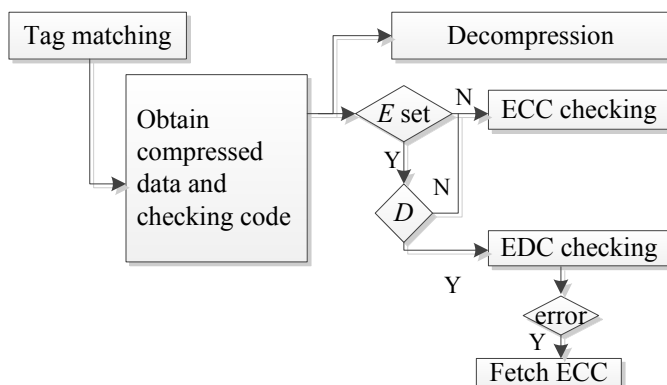 Tag matching
Decompression
Obtain
compressed
data and
checking code
E set
N
ECC checking
Y
N
D
EDC checking
Y
error
Y
Fetch ECC